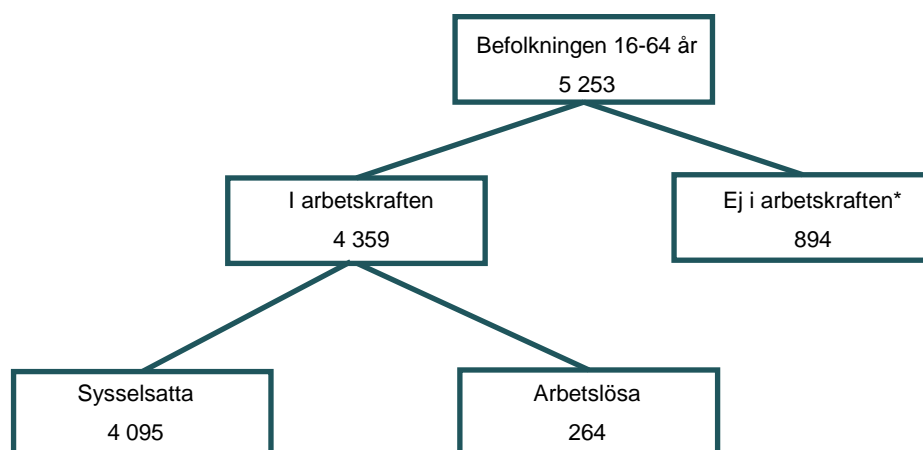 Befolkningen 16-64 år
5 253
I arbetskraften
4 359
Ej i arbetskraften*
894
Sysselsatta
4 095
Arbetslösa
264